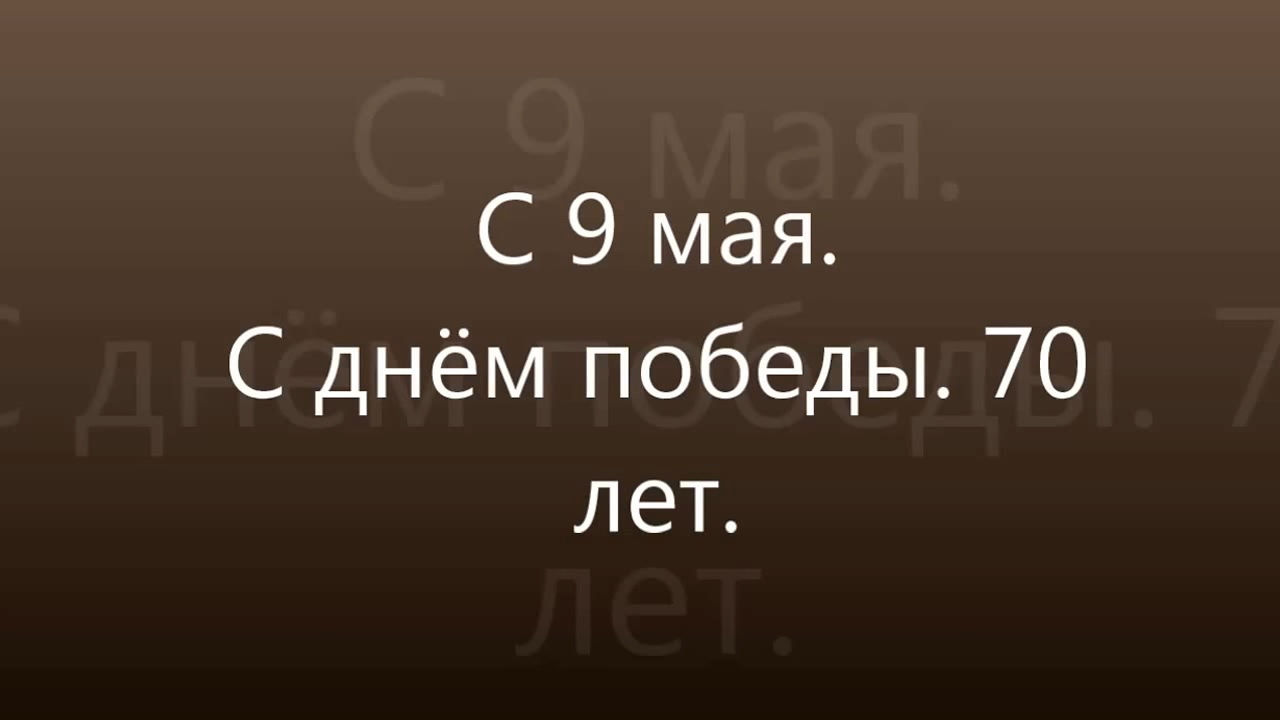 С 9 мая.
С днём победы. 70
лет.